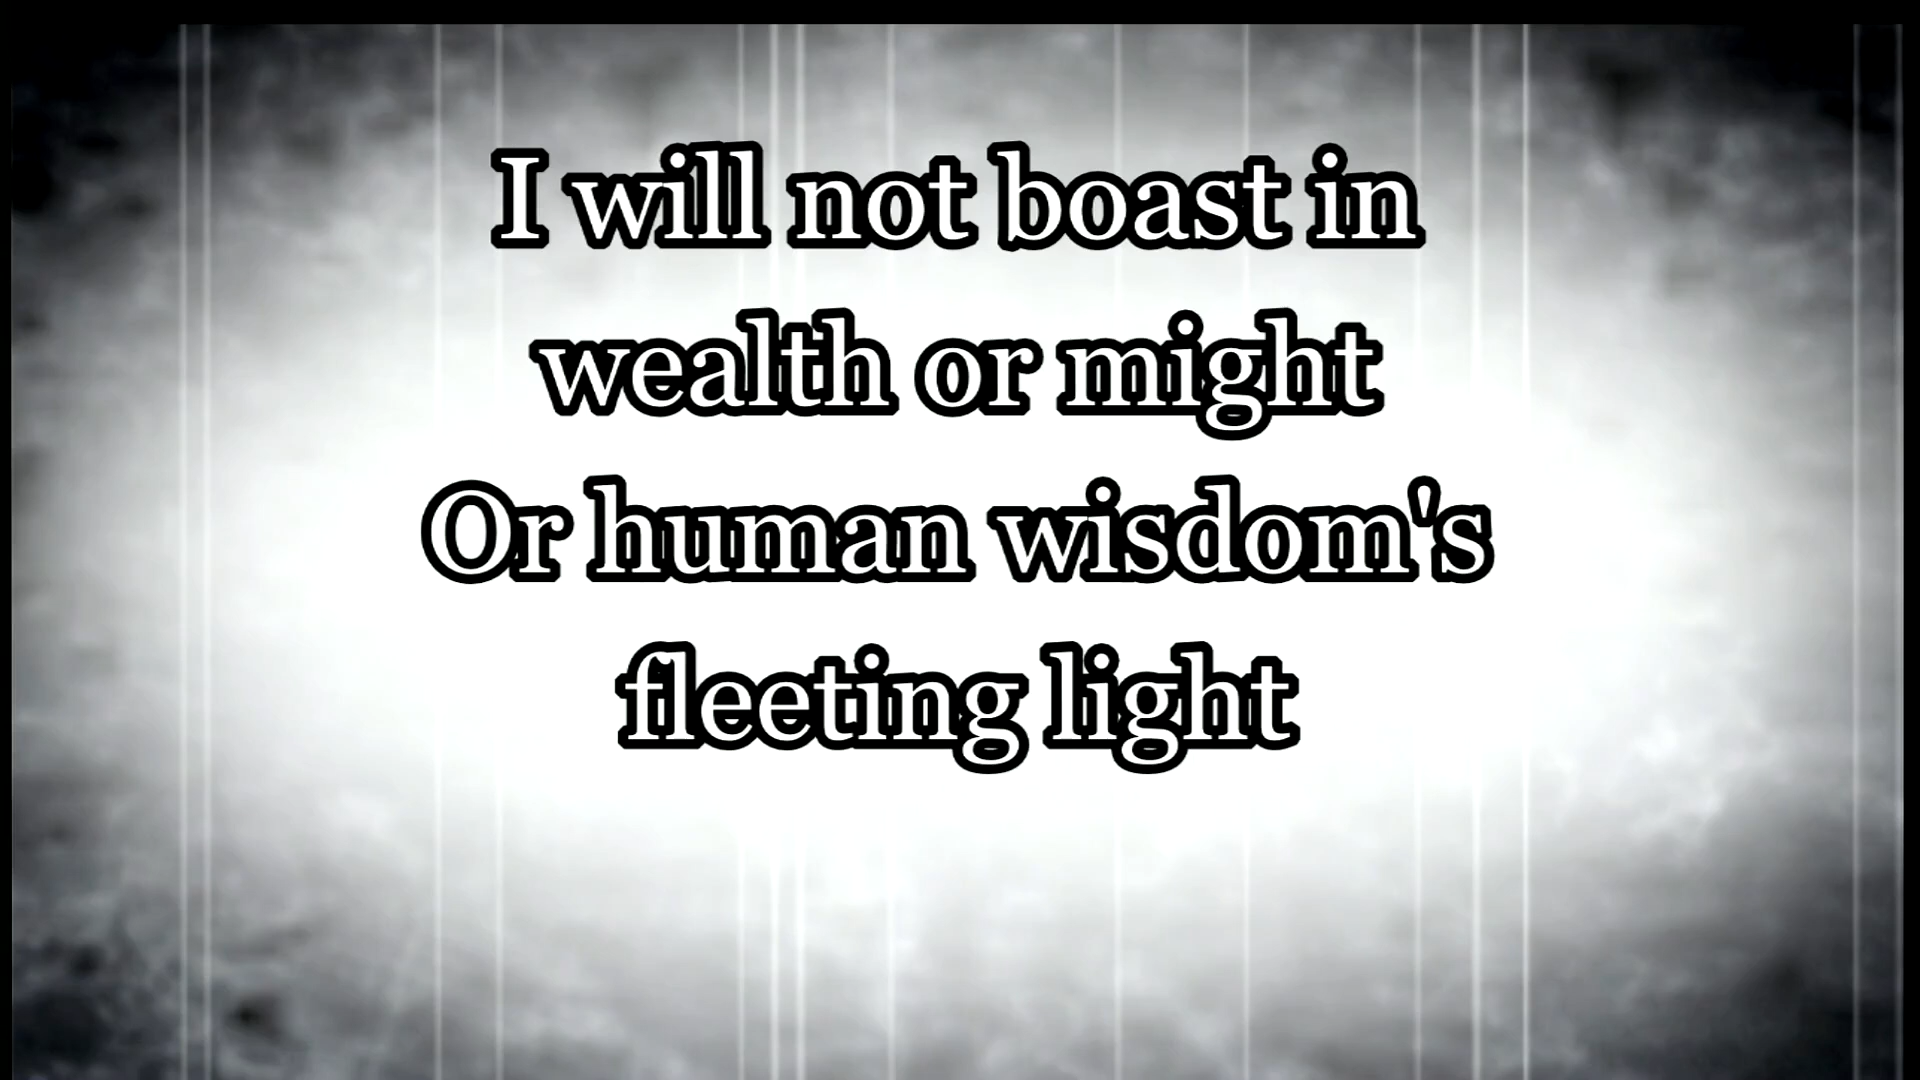 I will not boast in
wealth or might
Or human wisdom's
fleeting light